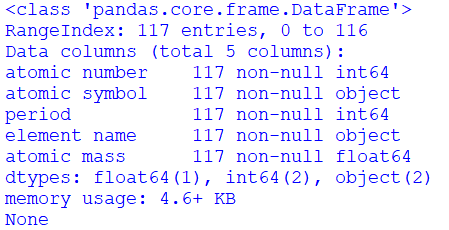 <class 'pandas.core.frame.DataFrame'>
RangeIndex: 117 entries, 0 to 116
Data columns (total 5 columns):
atomic number    117 non-null int64
atomic symbol    117 non-null object
period           117 non-null int64
element name     117 non-null object
atomic mass      117 non-null float64
dtypes: float64(1), int64(2), object(2)
memory usage: 4.6+ KB
None